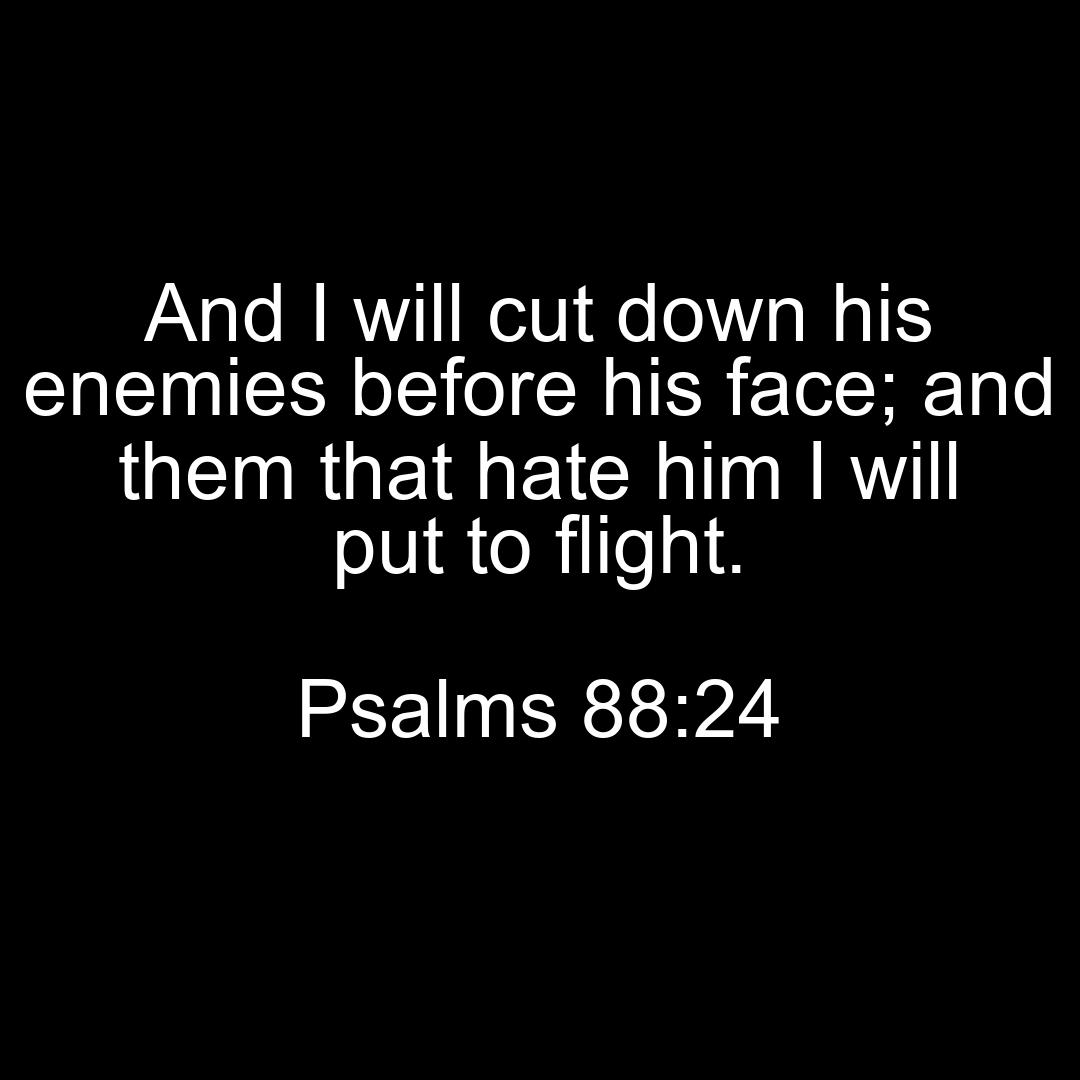 And I will cut down his
enemies before his face; and
them that hate him I will
put to flight.
Psalms 88:24